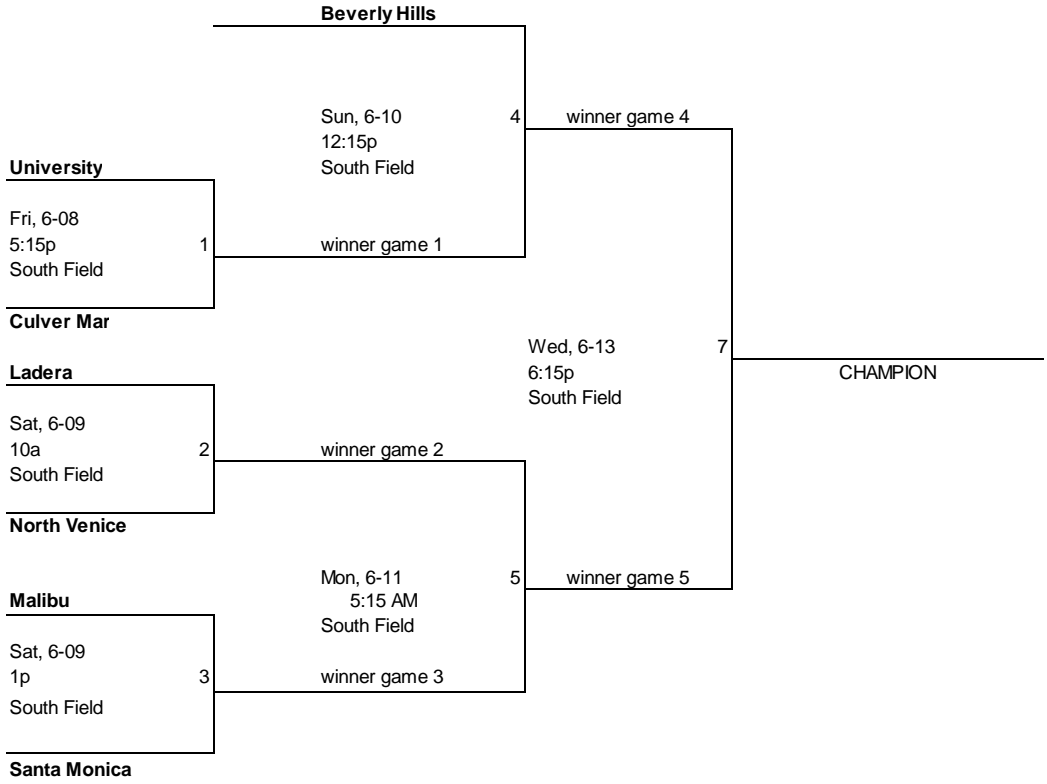 Beverly Hills
Sun, 6-10
4
winner game 4
12:15p
South Field
University
Fri, 6-08
5:15p
1
winner game 1
South Field
Culver Mar
Wed, 6-13
7
Ladera
6:15p
CHAMPION
South Field
Sat, 6-09
10a
2
winner game 2
South Field
North Venice
Mon, 6-11
5
winner game 5
Malibu
5:15 AM
South Field
Sat, 6-09
1p
3
winner game 3
South Field
Santa Monica